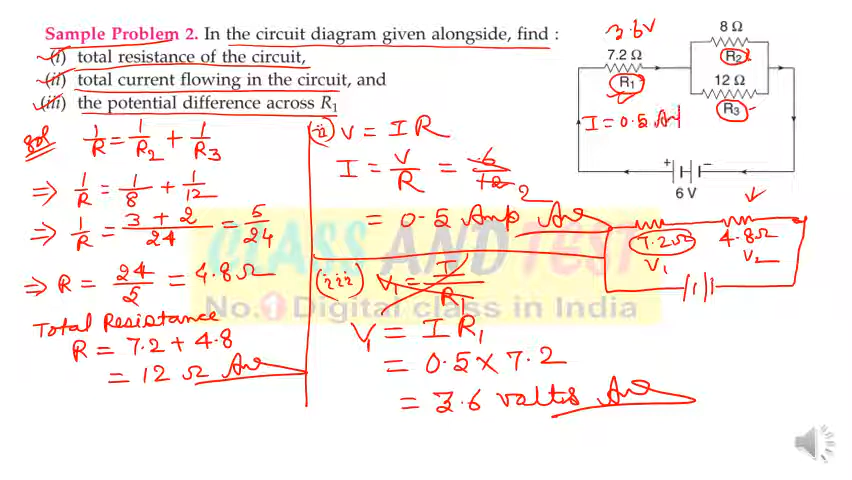 Sample Problem 2. In the circuit diagram given alongside, find :
(i) total resistance of the circuit,
(ii) total current flowing in the circuit, and
(iii) the potential difference across R₁
3.6V
7.2 Ω
R₁
8 Ω
R₂
12 Ω
R₃
I = 0.5 A
+ −
6 V
Sol
1/R = 1/R₂ + 1/R₃
⇒ 1/R = 1/8 + 1/12
⇒ 1/R = 3 + 2 / 24 = 5/24
⇒ R = 24/5 = 4.8 Ω
Total Resistance
R = 7.2 + 4.8
= 12 Ω Ans
(ii) V = I R
I = V/R = 6/12 2
= 0.5 Amp Ans
7.2Ω 4.8Ω
V₁ V₂
(iii) V₁ = I/R₁
V₁ = I R₁
= 0.5 × 7.2
= 3.6 volts Ans
CLASS AND TEST
No.1 Digital class in India